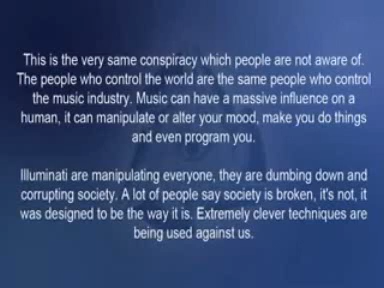 This is the very same conspiracy which people are not aware of.
The people who control the world are the same people who control
the music industry. Music can have a massive influence on a
human, it can manipulate or alter your mood, make you do things
and even program you.
Illuminati are manipulating everyone, they are dumbing down and
corrupting society. A lot of people say society is broken, it's not, it
was designed to be the way it is. Extremely clever techniques are
being used against us.